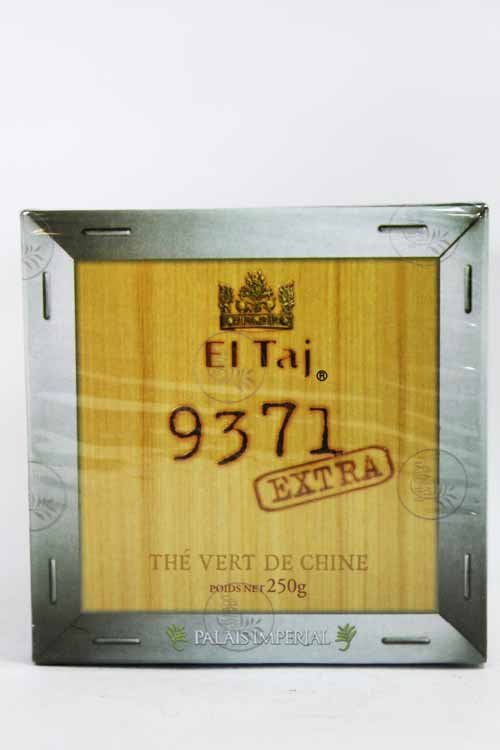 El Taj ®
9371
EXTRA
THÉ VERT DE CHINE
POIDS NET 250g
PALAIS IMPERIAL